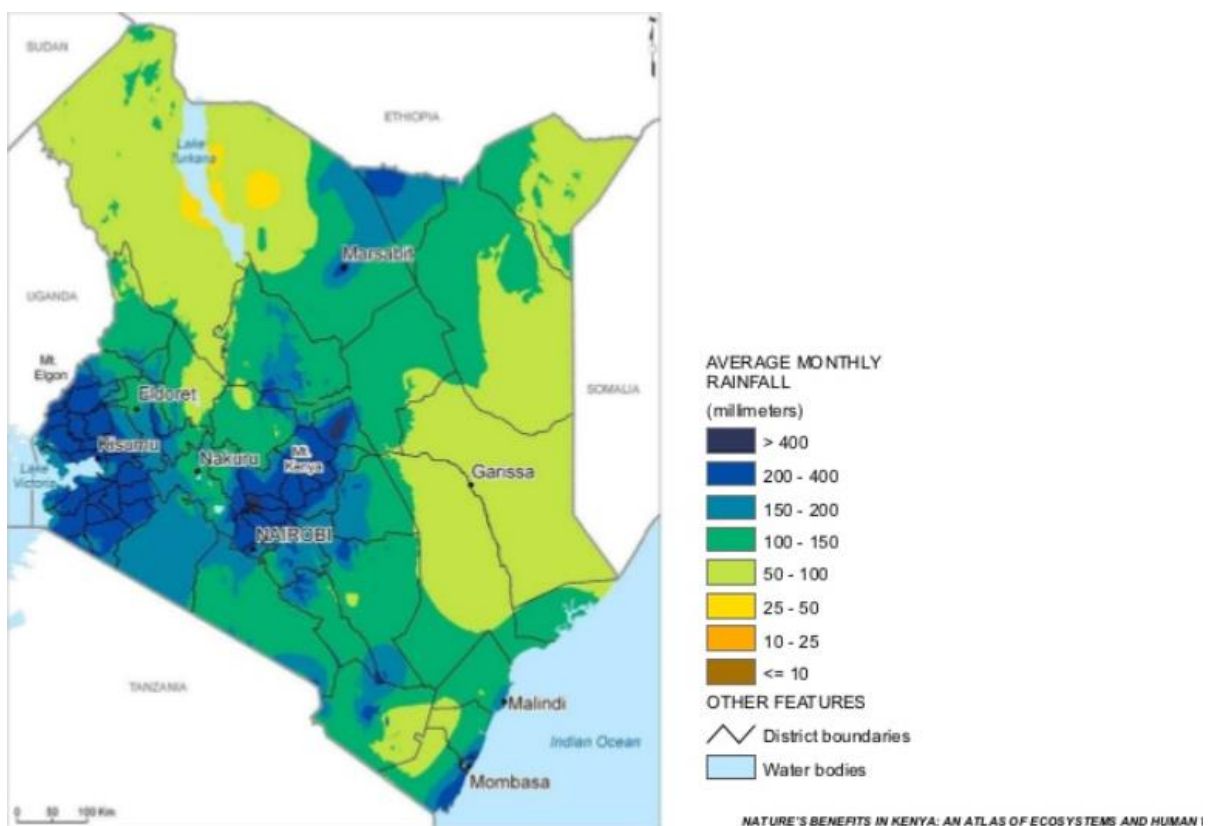 SUDAN
ETHIOPIA
Lake
Turkana
Marsabit
UGANDA
Mt.
Elgon
Eldoret
SOMALIA
Kisumu
Lake
Victoria
Nakuru
Mt.
Kenya
Garissa
NAIROBI
TANZANIA
Malindi
Indian Ocean
Mombasa
0 50 100 Km
AVERAGE MONTHLY
RAINFALL
(millimeters)
> 400
200 - 400
150 - 200
100 - 150
50 - 100
25 - 50
10 - 25
<= 10
OTHER FEATURES
District boundaries
Water bodies
NATURE'S BENEFITS IN KENYA: AN ATLAS OF ECOSYSTEMS AND HUMAN